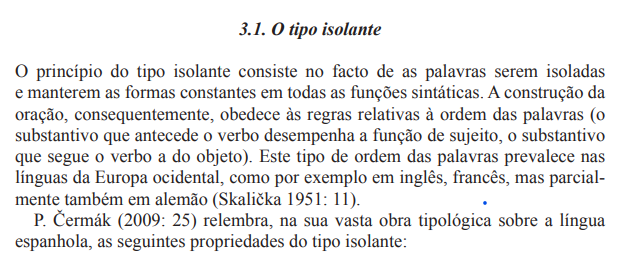 3.1. O tipo isolante
O princípio do tipo isolante consiste no facto de as palavras serem isoladas
e manterem as formas constantes em todas as funções sintáticas. A construção da
oração, consequentemente, obedece às regras relativas à ordem das palavras (o
substantivo que antecede o verbo desempenha a função de sujeito, o substantivo
que segue o verbo a do objeto). Este tipo de ordem das palavras prevalece nas
línguas da Europa ocidental, como por exemplo em inglês, francês, mas parcial-
mente também em alemão (Skalička 1951: 11).
P. Čermák (2009: 25) relembra, na sua vasta obra tipológica sobre a língua
espanhola, as seguintes propriedades do tipo isolante: